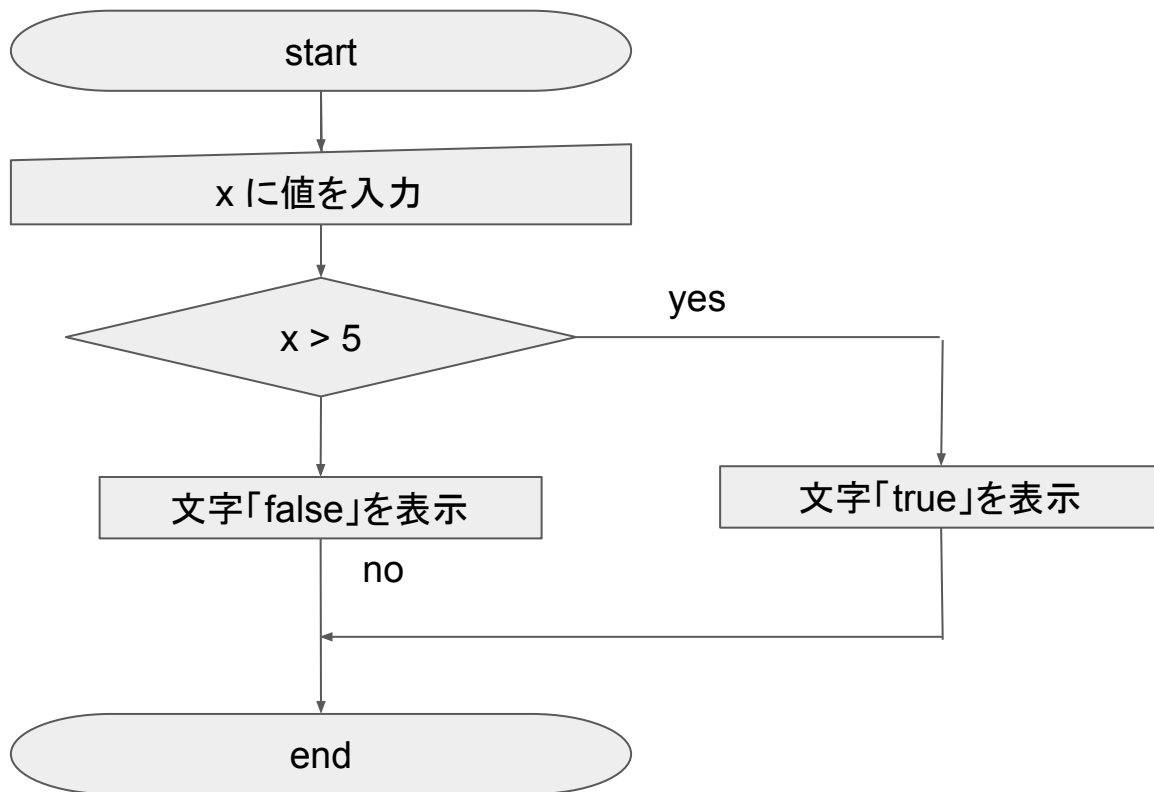 start
x に値を入力
x > 5
yes
文字「false」を表示
文字「true」を表示
no
end